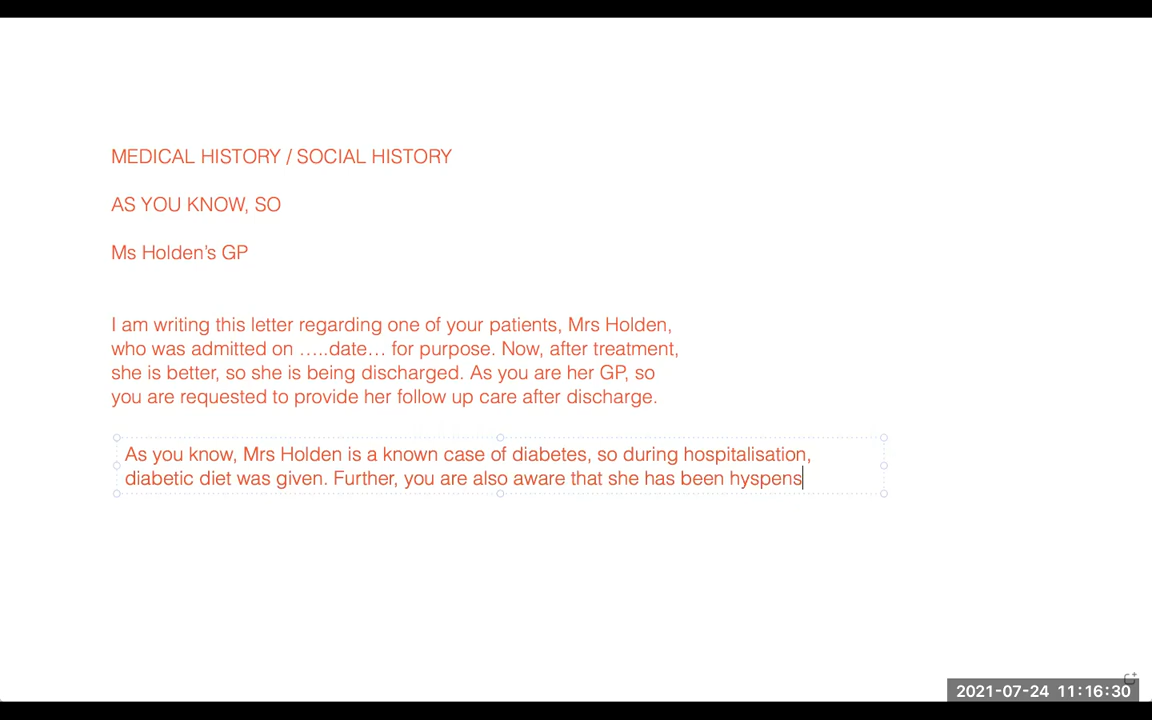 MEDICAL HISTORY / SOCIAL HISTORY
AS YOU KNOW, SO
Ms Holden’s GP
I am writing this letter regarding one of your patients, Mrs Holden,
who was admitted on …..date… for purpose. Now, after treatment,
she is better, so she is being discharged. As you are her GP, so
you are requested to provide her follow up care after discharge.
As you know, Mrs Holden is a known case of diabetes, so during hospitalisation,
diabetic diet was given. Further, you are also aware that she has been hyspens
2021-07-24 11:16:30